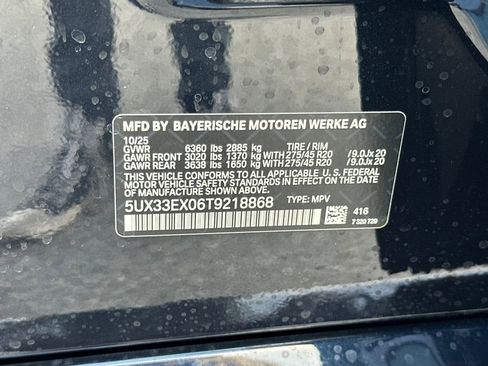 MFD BY BAYERISCHE MOTOREN WERKE AG
10/25
GVWR 6360 lbs 2885 kg TIRE / RIM
GAWR FRONT 3020 lbs 1370 kg WITH 275/45 R20 /9.0Jx20
GAWR REAR 3638 lbs 1650 kg WITH 275/45 R20 /9.0Jx20
THIS VEHICLE CONFORMS TO ALL APPLICABLE U.S. FEDERAL
MOTOR VEHICLE SAFETY STANDARDS IN EFFECT ON THE DATE
OF MANUFACTURE SHOWN ABOVE.
5UX33EX06T9218868 TYPE: MPV
416
7 320 729